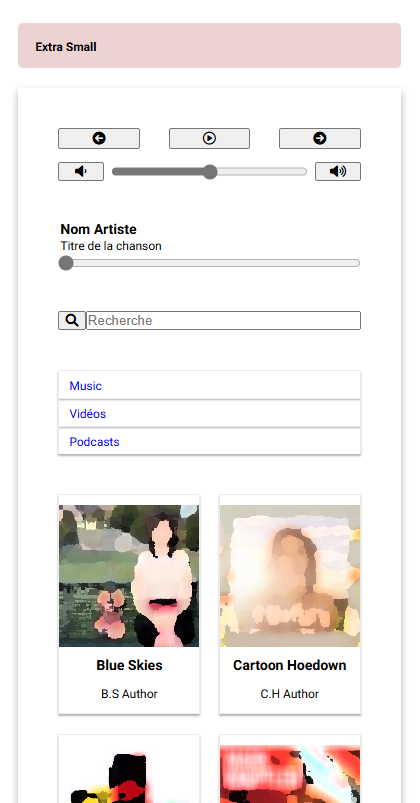 Extra Small
Nom Artiste
Titre de la chanson
Recherche
Music
Vidéos
Podcasts
Blue Skies
Cartoon Hoedown
B.S Author
C.H Author